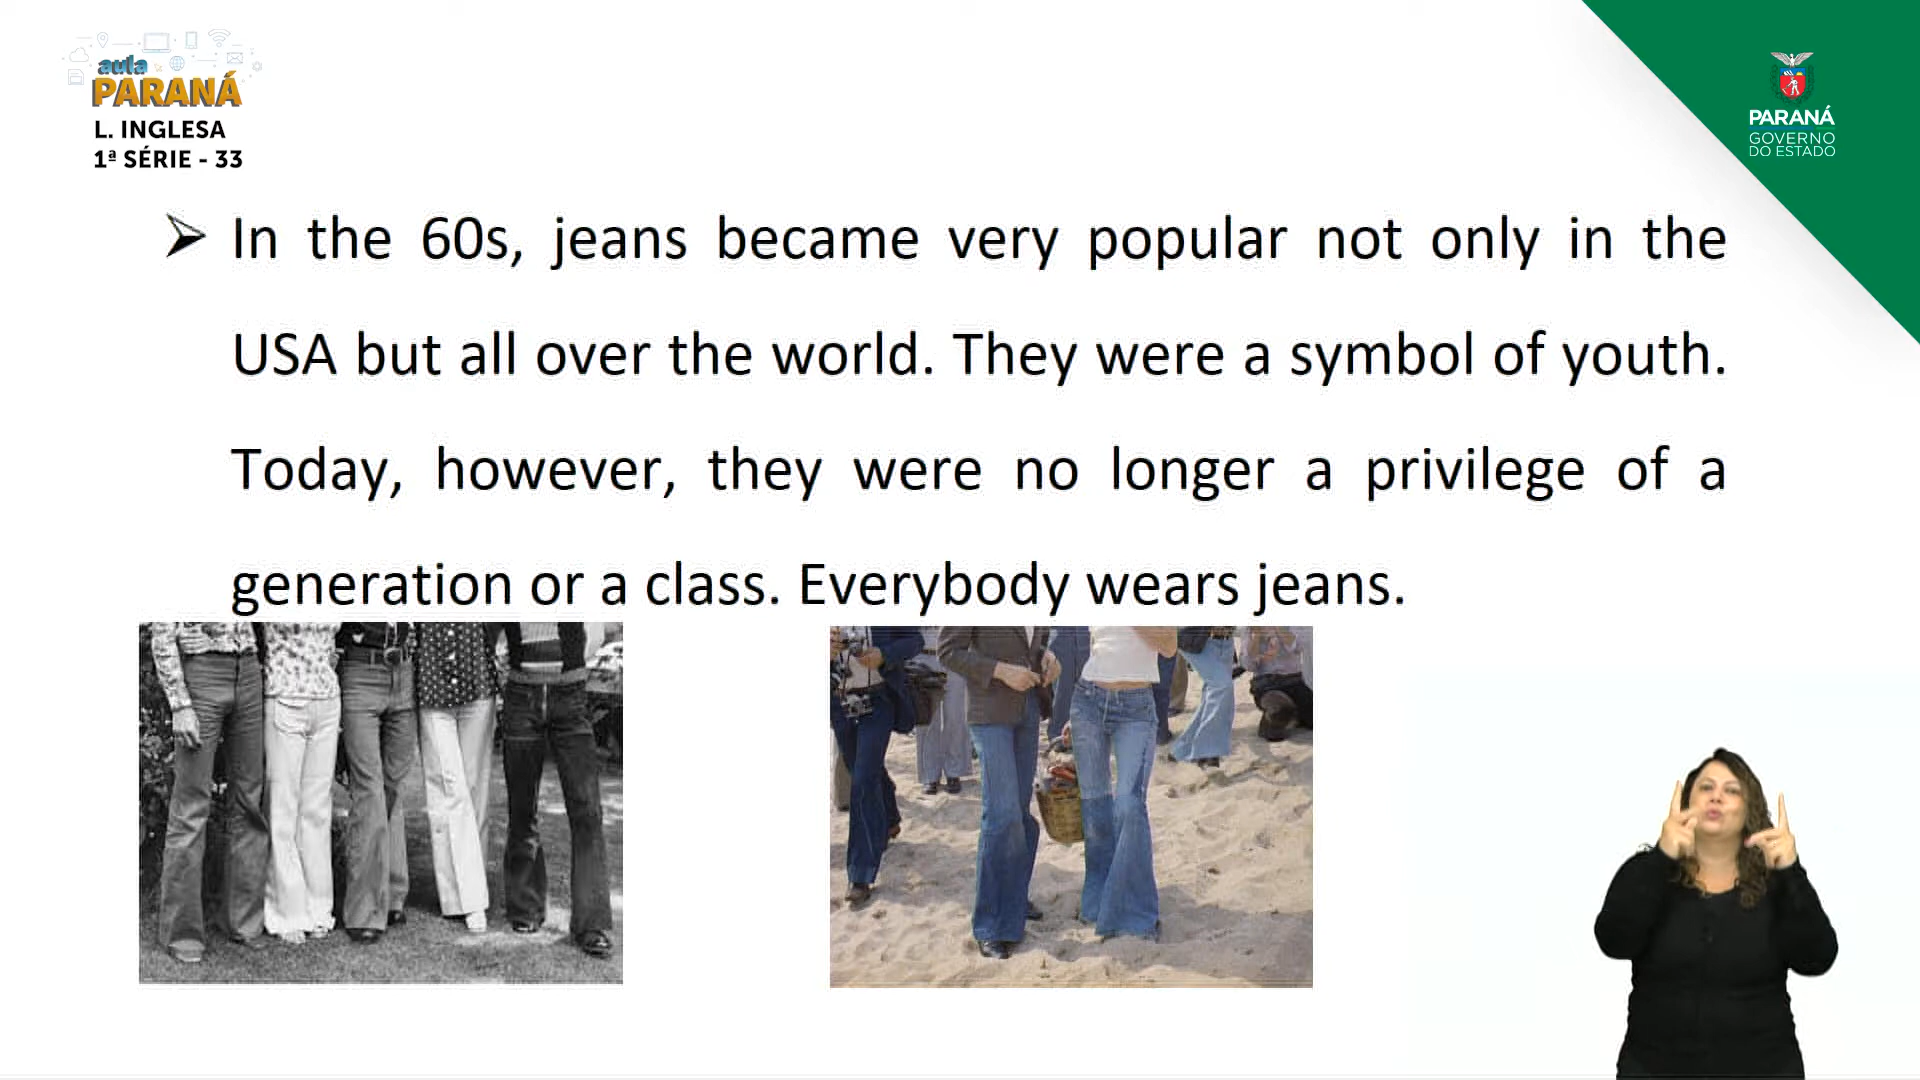 aula
PARANÁ
L. INGLESA
1ª SÉRIE - 33
PARANÁ
GOVERNO
DO ESTADO
In the 60s, jeans became very popular not only in the
USA but all over the world. They were a symbol of youth.
Today, however, they were no longer a privilege of a
generation or a class. Everybody wears jeans.